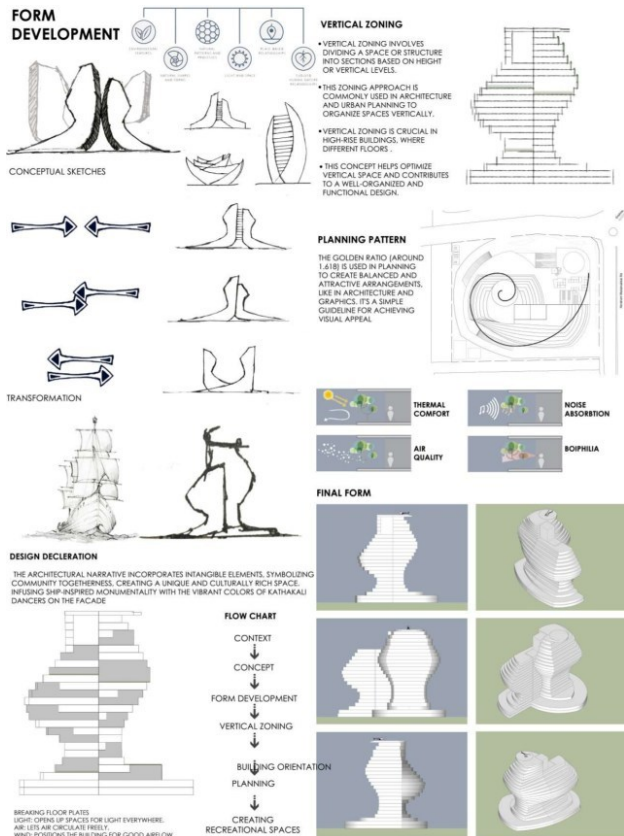 FORM
DEVELOPMENT
CONCEPTUAL SKETCHES
TRANSFORMATION
DESIGN DECLERATION
THE ARCHITECTURAL NARRATIVE INCORPORATES INTANGIBLE ELEMENTS, SYMBOLIZING
COMMUNITY TOGETHERNESS, CREATING A UNIQUE AND CULTURALLY RICH SPACE.
INFUSING SHIP-INSPIRED MONUMENTALITY WITH THE VIBRANT COLORS OF KATHAKALI
DANCERS ON THE FACADE
BREAKING FLOOR PLATES
LIGHT: OPENS UP SPACES FOR LIGHT EVERYWHERE.
AIR: LETS AIR CIRCULATE FREELY.
WIND: POSITIONS THE BUILDING FOR GOOD AIRFLOW
FLOW CHART
CONTEXT
CONCEPT
FORM DEVELOPMENT
VERTICAL ZONING
BUILDING ORIENTATION
PLANNING
CREATING
RECREATIONAL SPACES
VERTICAL ZONING
• VERTICAL ZONING INVOLVES
DIVIDING A SPACE OR STRUCTURE
INTO SECTIONS BASED ON HEIGHT
OR VERTICAL LEVELS.
• THIS ZONING APPROACH IS
COMMONLY USED IN ARCHITECTURE
AND URBAN PLANNING TO
ORGANIZE SPACES VERTICALLY.
• VERTICAL ZONING IS CRUCIAL IN
HIGH-RISE BUILDINGS, WHERE
DIFFERENT FLOORS .
• THIS CONCEPT HELPS OPTIMIZE
VERTICAL SPACE AND CONTRIBUTES
TO A WELL-ORGANIZED AND
FUNCTIONAL DESIGN.
PLANNING PATTERN
THE GOLDEN RATIO (AROUND
1.618) IS USED IN PLANNING
TO CREATE BALANCED AND
ATTRACTIVE ARRANGEMENTS,
LIKE IN ARCHITECTURE AND
GRAPHICS. IT'S A SIMPLE
GUIDELINE FOR ACHIEVING
VISUAL APPEAL
THERMAL
COMFORT
NOISE
ABSORBTION
AIR
QUALITY
BOIPHILIA
FINAL FORM